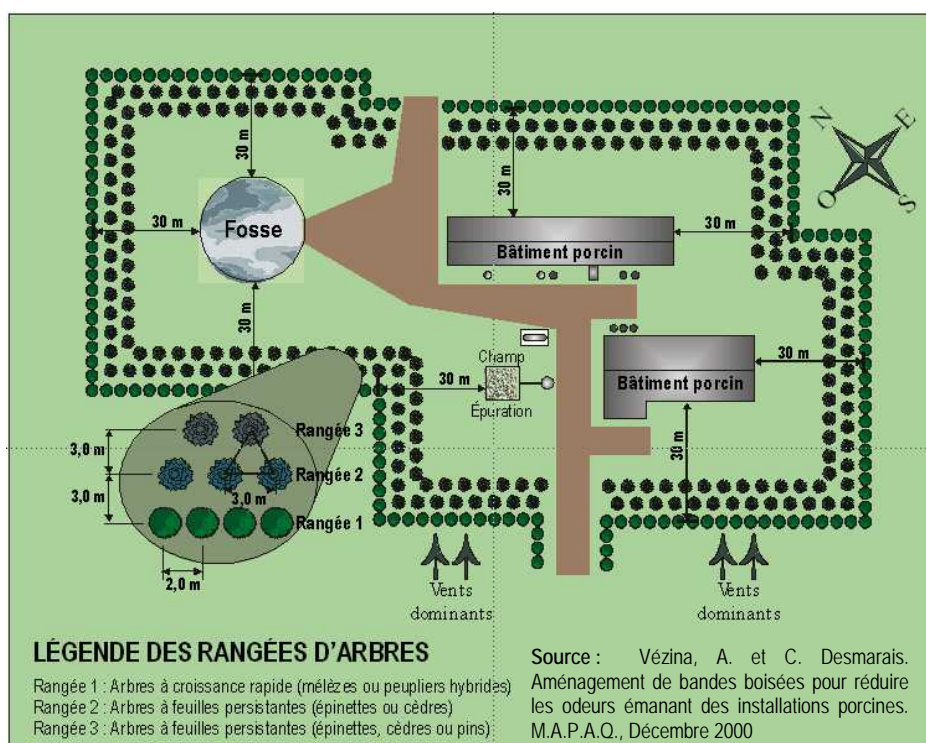 N
E
O
S
30 m
30 m
30 m
30 m
Fosse
30 m
Bâtiment porcin
30 m
Champ
Épuration
30 m
Bâtiment porcin
30 m
30 m
3,0 m
Rangée 3
3,0 m
Rangée 2
3,0 m
Rangée 1
2,0 m
Vents
dominants
Vents
dominants
LÉGENDE DES RANGÉES D'ARBRES
Rangée 1 : Arbres à croissance rapide (mélèzes ou peupliers hybrides)
Rangée 2 : Arbres à feuilles persistantes (épinettes ou cèdres)
Rangée 3 : Arbres à feuilles persistantes (épinettes, cèdres ou pins)
Source : Vézina, A. et C. Desmarais.
Aménagement de bandes boisées pour réduire
les odeurs émanant des installations porcines.
M.A.P.A.Q., Décembre 2000